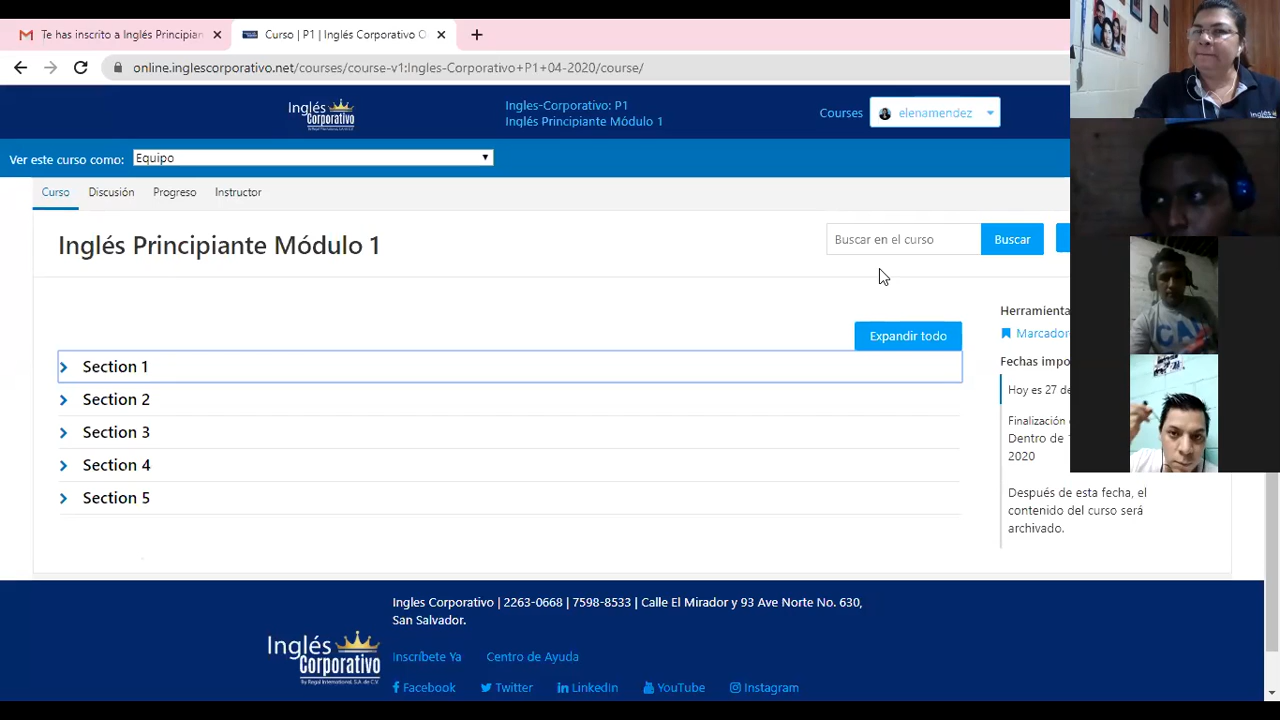 Te has inscrito a Inglés Principian
Curso | P1 | Inglés Corporativo O
online.inglescorporativo.net/courses/course-v1:Ingles-Corporativo+P1+04-2020/course/
Inglés
Corporativo
Ingles-Corporativo: P1
Inglés Principiante Módulo 1
Courses
elenamendez
Ver este curso como:
Equipo
Curso
Discusión
Progreso
Instructor
Inglés Principiante Módulo 1
Buscar en el curso
Buscar
Expandir todo
Section 1
Section 2
Section 3
Section 4
Section 5
Herramienta
Marcador
Fechas impo
Hoy es 27 de
Finalización
Dentro de
2020
Después de esta fecha, el
contenido del curso será
archivado.
Ingles Corporativo | 2263-0668 | 7598-8533 | Calle El Mirador y 93 Ave Norte No. 630,
San Salvador.
Inglés
Corporativo
By Regal International, S.A. de C.V.
Inscríbete Ya
Centro de Ayuda
Facebook
Twitter
LinkedIn
YouTube
Instagram